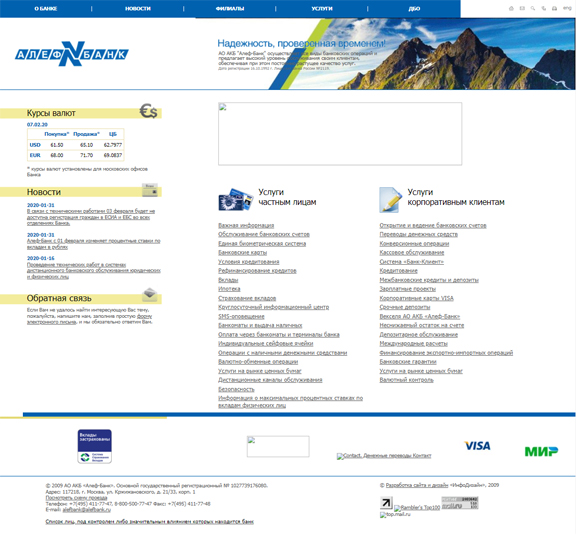 О БАНКЕ
НОВОСТИ
ФИЛИАЛЫ
УСЛУГИ
ДБО
eng
АЛЕФ БАНК
Надежность, проверенная временем!
АО АКБ "Алеф-Банк" осуществляет все виды банковские операции и
предлагает высокий уровень обслуживания своим клиентам,
обеспечивая при этом постоянно растущее качество услуг.
Курсы валют
€$
07.02.20
Покупка* Продажа* ЦБ
USD 61.50 65.10 62.7977
EUR 68.00 71.70 69.0837
* курсы валют установлены для московских офисов
Банка
Новости
2020-01-31
В связи с техническими работами 03 февраля будет не
доступна регистрация граждан в ЕСИА и ЕБС во всех
отделениях банка.
2020-01-31
Алеф-Банк с 01 февраля изменяет процентные ставки по
вкладам в рублях
2020-01-16
Проведение технических работ в системах
дистанционного банковского обслуживания юридических
и физических лиц
Обратная связь
Если Вам не удалось найти интересующую Вас тему,
пожалуйста, напишите нам, заполнив простую форму
электронного письма, и мы обязательно ответим Вам.
Услуги
частным лицам
Важная информация
Обслуживание банковских счетов
Единая биометрическая система
Банковские карты
Условия кредитования
Рефинансирование кредитов
Вклады
Ипотека
Страхование вкладов
Круглосуточный информационный центр
SMS-оповещение
Банкоматы и выдача наличных
Оплата через банкоматы и терминалы банка
Индивидуальные сейфовые ячейки
Операции с наличными денежными средствами
Валютно-обменные операции
Услуги на рынке ценных бумаг
Дистанционные каналы обслуживания
Безопасность
Информация о максимальных процентных ставках по
вкладам физических лиц
Услуги
корпоративным клиентам
Открытие и ведение банковских счетов
Переводы денежных средств
Конверсионные операции
Кассовое обслуживание
Система «Банк-Клиент»
Кредитование
Межбанковские кредиты и депозиты
Зарплатные проекты
Корпоративные карты VISA
Срочные депозиты
Векселя АО АКБ «Алеф-Банк»
Неснижаемый остаток на счете
Депозитарное обслуживание
Международные расчеты
Финансирование экспортно-импортных операций
Банковские гарантии
Услуги на рынке ценных бумаг
Валютный контроль
Вклады
застрахованы
Contact. Денежные переводы Контакт
VISA
МИР
© 2009 АО АКБ «Алеф-Банк». Основной государственный регистрационный № 1027739176080.
Адрес: 117218, г. Москва, ул. Кржижановского, д. 21/33, корп. 1
Посмотреть схему проезда
Телефон: +7(495) 411-77-47, 8-800-500-77-47 Факс: +7(495) 411-77-48
E-mail: alefbank@alefbank.ru
Список лиц, под контролем либо значительным влиянием которых находится банк
© Разработка сайта и дизайн «ИнфоДизайн», 2009
Rambler's Top100
top.mail.ru